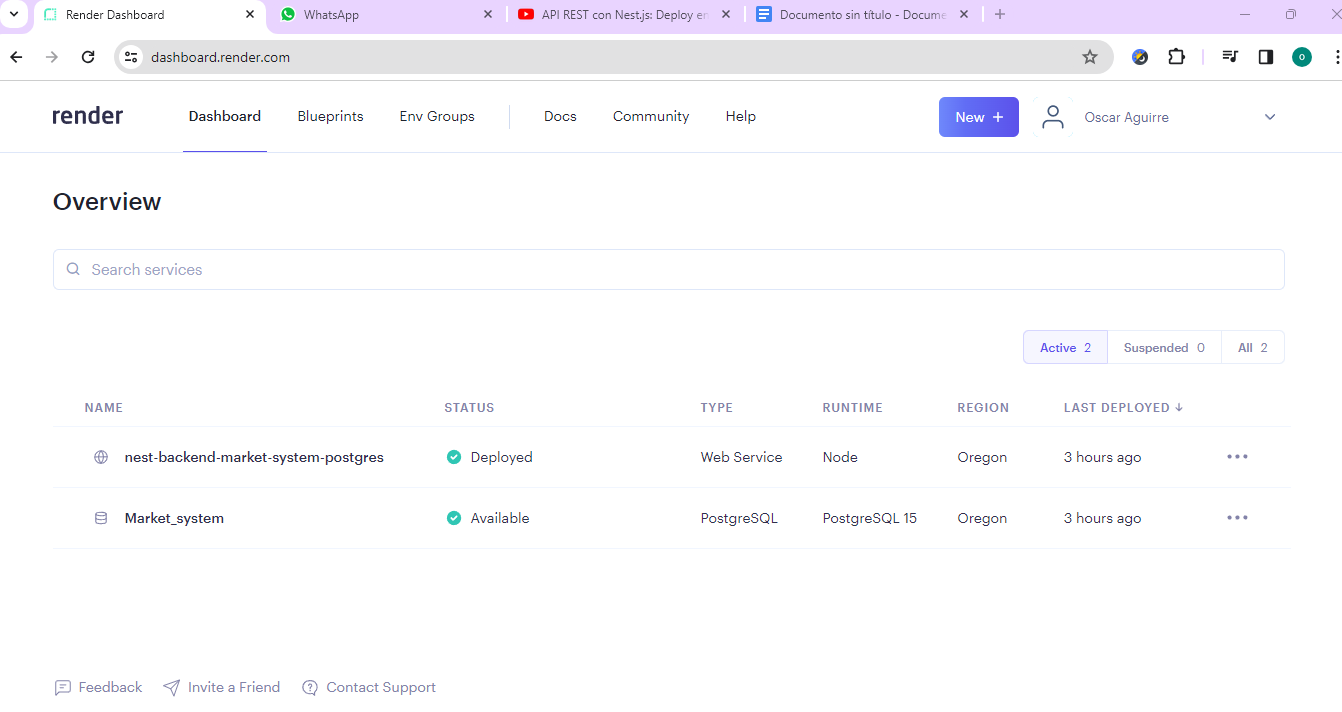 Render Dashboard
WhatsApp
API REST con Nest.js: Deploy en
Documento sin título - Docume
dashboard.render.com
O
render
Dashboard
Blueprints
Env Groups
Docs
Community
Help
New +
Oscar Aguirre
Overview
Search services
Active 2
Suspended 0
All 2
NAME STATUS TYPE RUNTIME REGION LAST DEPLOYED
nest-backend-market-system-postgres Deployed Web Service Node Oregon 3 hours ago
Market_system Available PostgreSQL PostgreSQL 15 Oregon 3 hours ago
Feedback
Invite a Friend
Contact Support